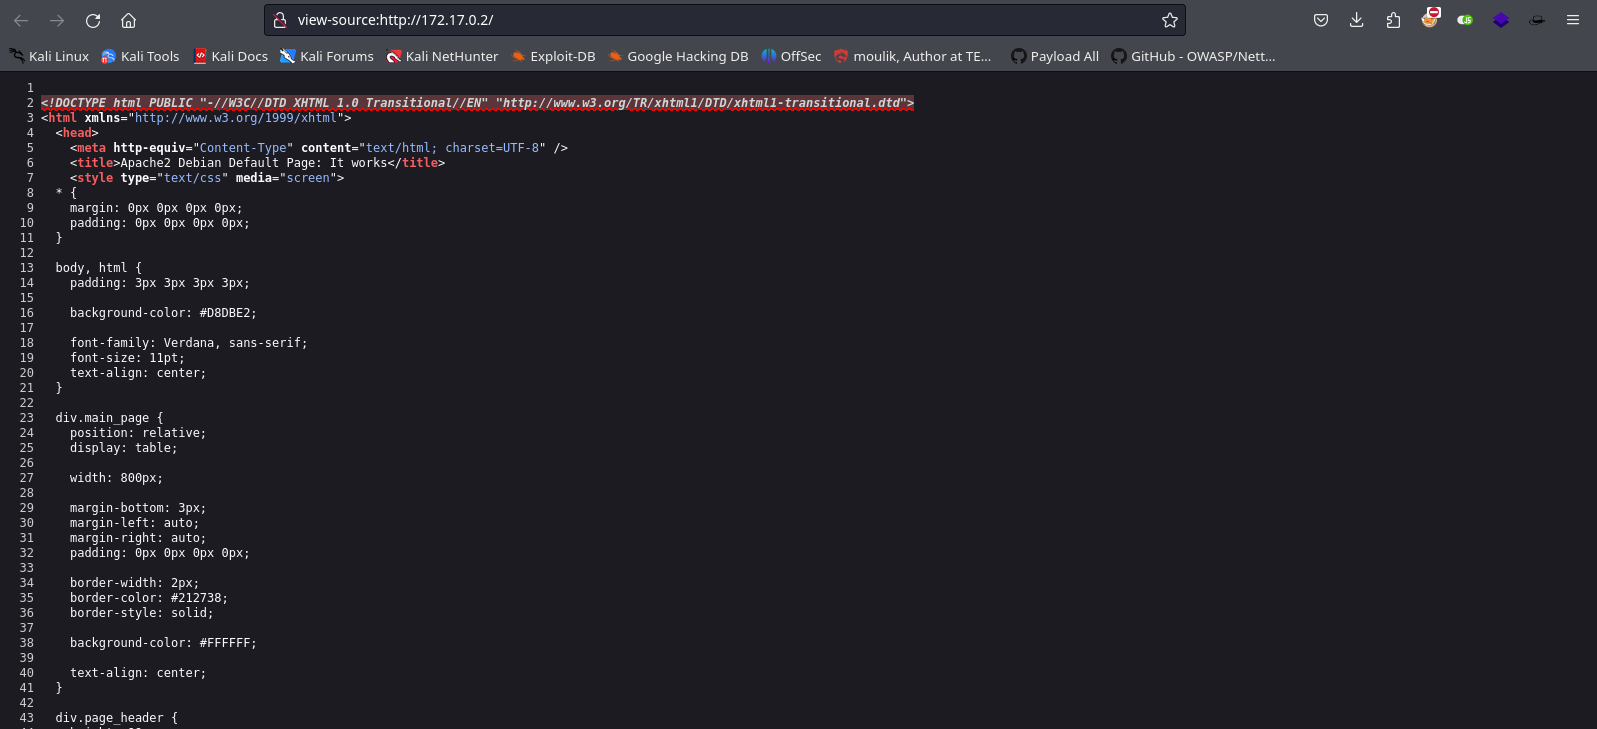 view-source:http://172.17.0.2/
Kali Linux Kali Tools Kali Docs Kali Forums Kali NetHunter Exploit-DB Google Hacking DB OffSec moulik, Author at TE... Payload All GitHub - OWASP/Nett...
1
2 <!DOCTYPE html PUBLIC "-//W3C//DTD XHTML 1.0 Transitional//EN" "http://www.w3.org/TR/xhtml1/DTD/xhtml1-transitional.dtd">
3 <html xmlns="http://www.w3.org/1999/xhtml">
4   <head>
5     <meta http-equiv="Content-Type" content="text/html; charset=UTF-8" />
6     <title>Apache2 Debian Default Page: It works</title>
7     <style type="text/css" media="screen">
8   * {
9     margin: 0px 0px 0px 0px;
10     padding: 0px 0px 0px 0px;
11   }
12
13   body, html {
14     padding: 3px 3px 3px 3px;
15
16     background-color: #D8DBE2;
17
18     font-family: Verdana, sans-serif;
19     font-size: 11pt;
20     text-align: center;
21   }
22
23   div.main_page {
24     position: relative;
25     display: table;
26
27     width: 800px;
28
29     margin-bottom: 3px;
30     margin-left: auto;
31     margin-right: auto;
32     padding: 0px 0px 0px 0px;
33
34     border-width: 2px;
35     border-color: #212738;
36     border-style: solid;
37
38     background-color: #FFFFFF;
39
40     text-align: center;
41   }
42
43   div.page_header {